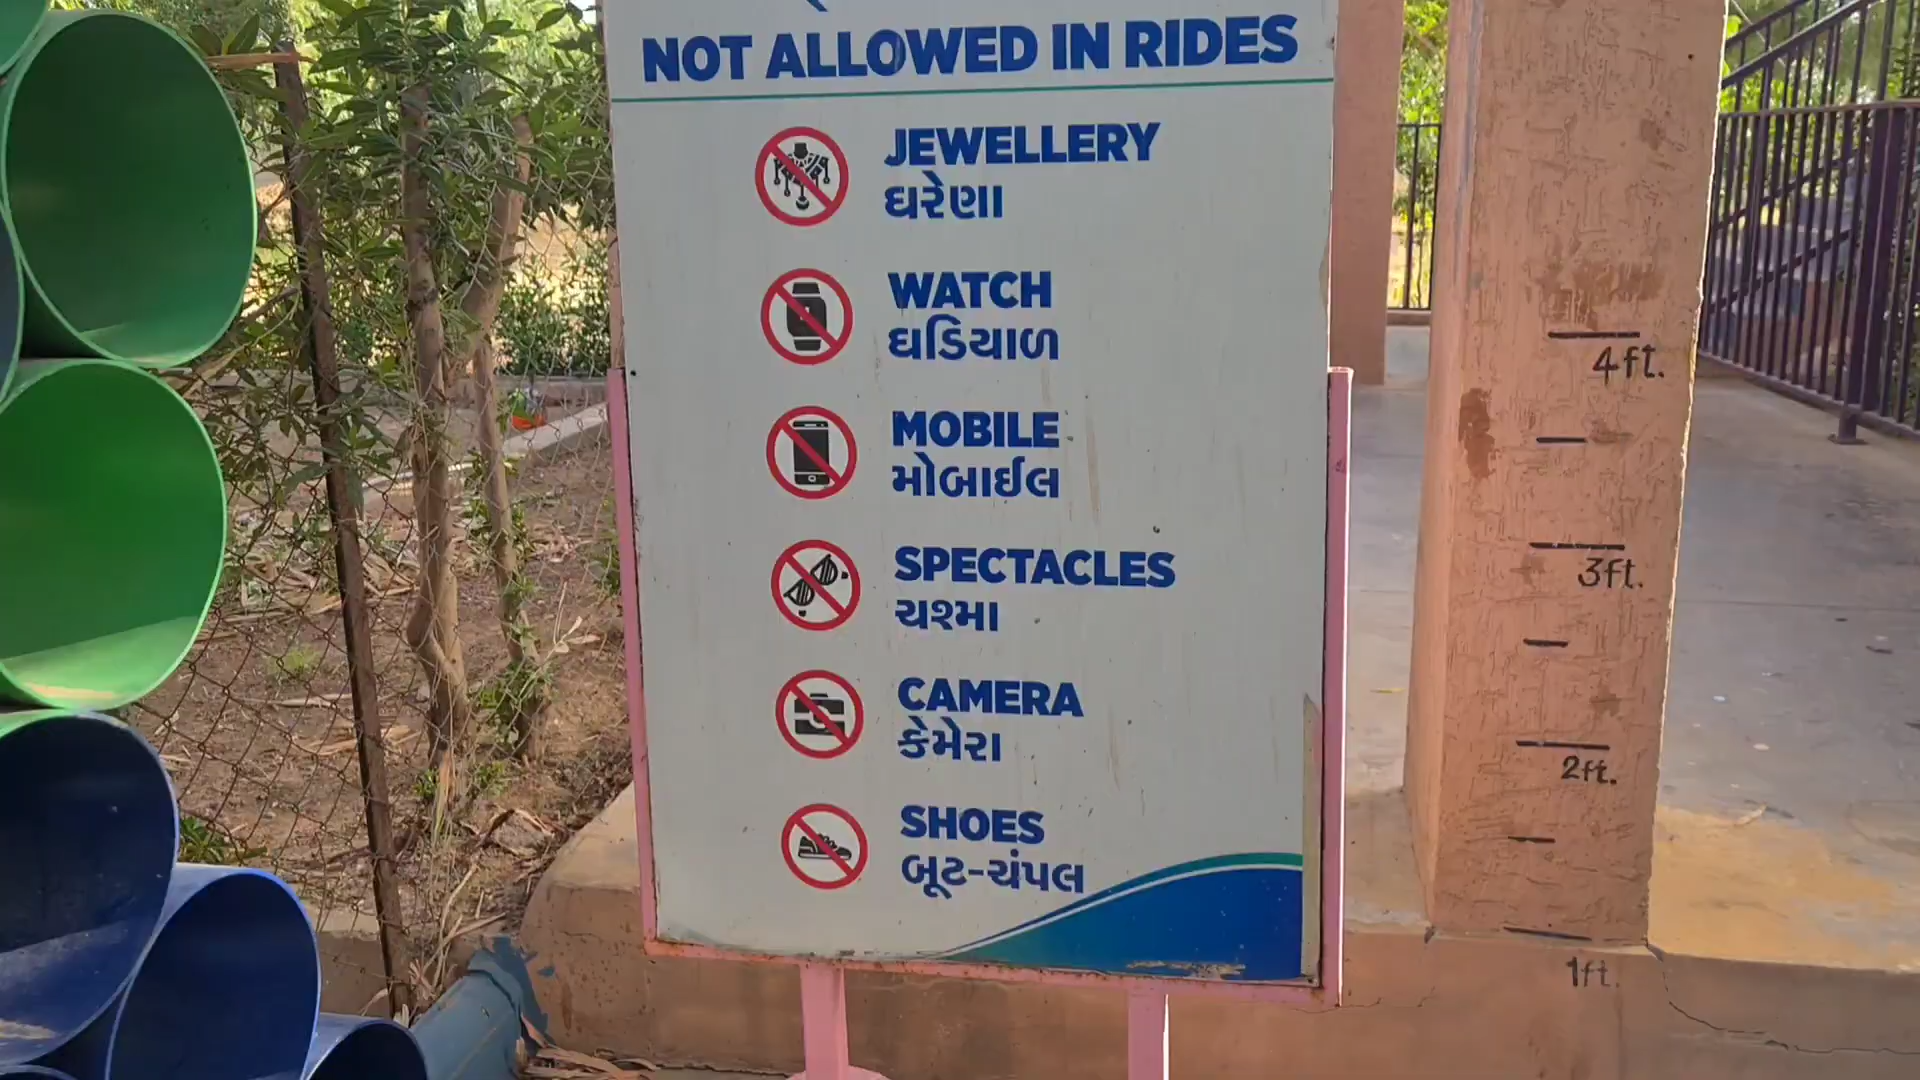 NOT ALLOWED IN RIDES
JEWELLERY
ઘરેણા
WATCH
ઘડિયાળ
MOBILE
મોબાઈલ
SPECTACLES
ચશ્મા
CAMERA
કેમેરા
SHOES
બૂટ-ચંપલ
4ft.
3ft.
2ft.
1ft.